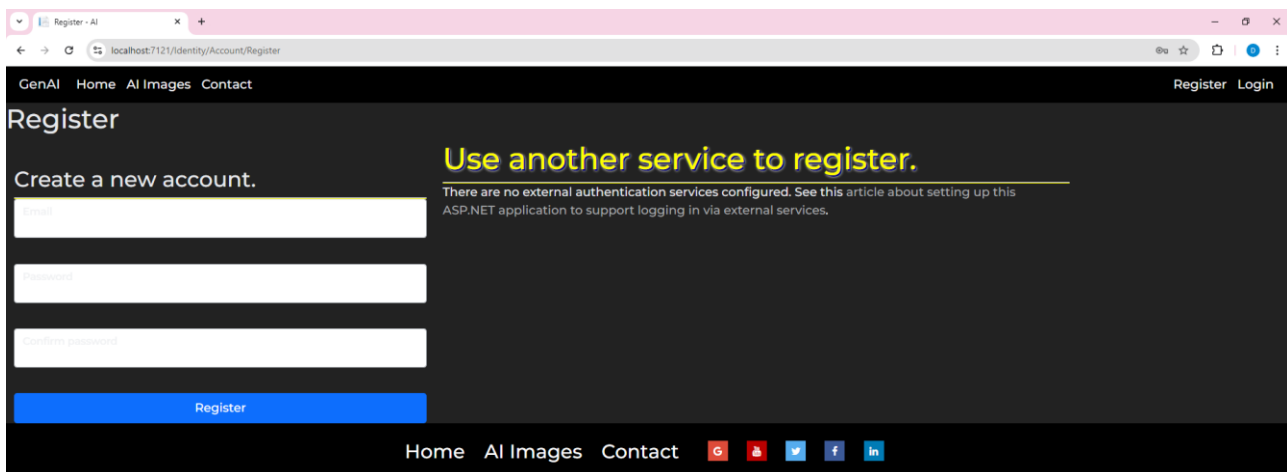 Register - AI
localhost:7121/Identity/Account/Register
D
GenAI Home AI Images Contact
Register Login
Register
Create a new account.
Email
Password
Confirm password
Register
Use another service to register.
There are no external authentication services configured. See this article about setting up this
ASP.NET application to support logging in via external services.
Home AI Images Contact G f in